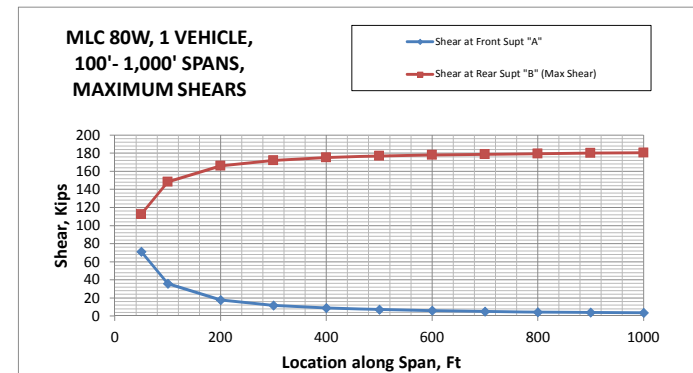 MLC 80W, 1 VEHICLE,
100'- 1,000' SPANS,
MAXIMUM SHEARS
Shear at Front Supt "A"
Shear at Rear Supt "B" (Max Shear)
Shear, Kips
200
180
160
140
120
100
80
60
40
20
0
0 200 400 600 800 1000
Location along Span, Ft